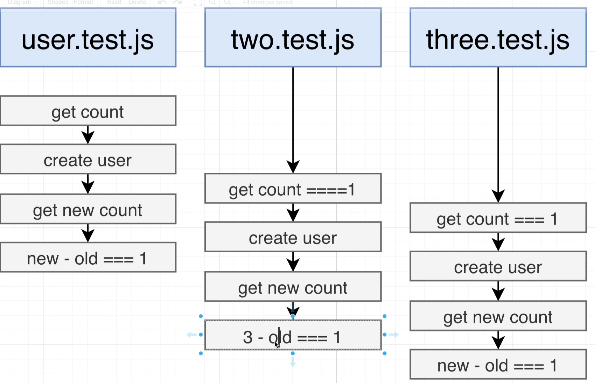 user.test.js
two.test.js
three.test.js
get count
create user
get new count
new - old === 1
get count ====1
create user
get new count
3 - old === 1
get count === 1
create user
get new count
new - old === 1